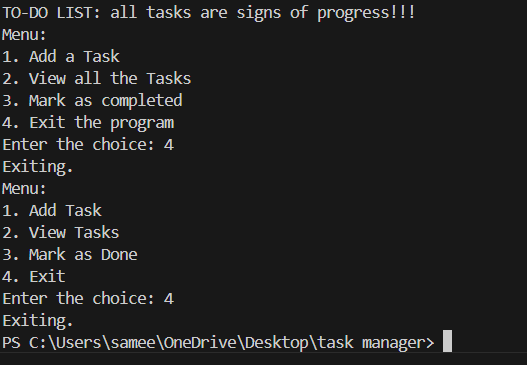 TO-DO LIST: all tasks are signs of progress!!!
Menu:
1. Add a Task
2. View all the Tasks
3. Mark as completed
4. Exit the program
Enter the choice: 4
Exiting.
Menu:
1. Add Task
2. View Tasks
3. Mark as Done
4. Exit
Enter the choice: 4
Exiting.
PS C:\Users\samee\OneDrive\Desktop\task manager>